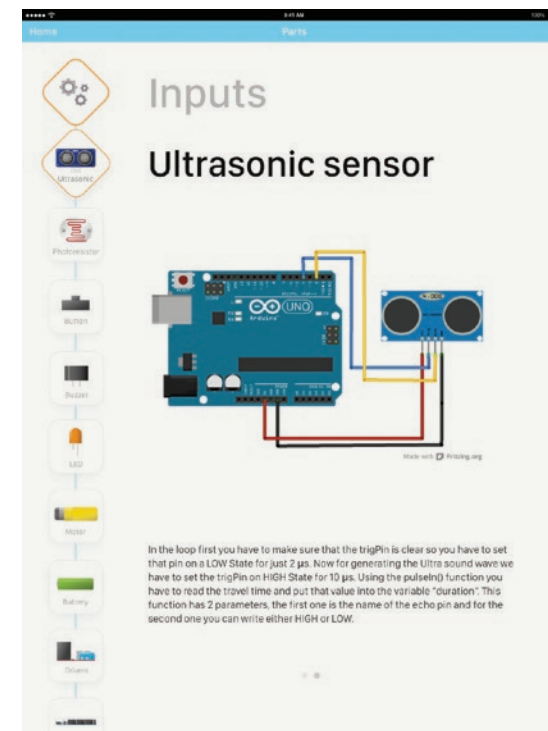 9:41 AM
100%
Home
Parts
Inputs
Ultrasonic sensor
Ultrasonic
Photoresistor
Button
Buzzer
LED
Motor
Battery
Drivers
UNO
Arduino
Made with Fritzing.org
In the loop first you have to make sure that the trigPin is clear so you have to set
that pin on a LOW State for just 2 µs. Now for generating the Ultra sound wave we
have to set the trigPin on HIGH State for 10 µs. Using the pulseIn() function you
have to read the travel time and put that value into the variable "duration". This
function has 2 parameters, the first one is the name of the echo pin and for the
second one you can write either HIGH or LOW.